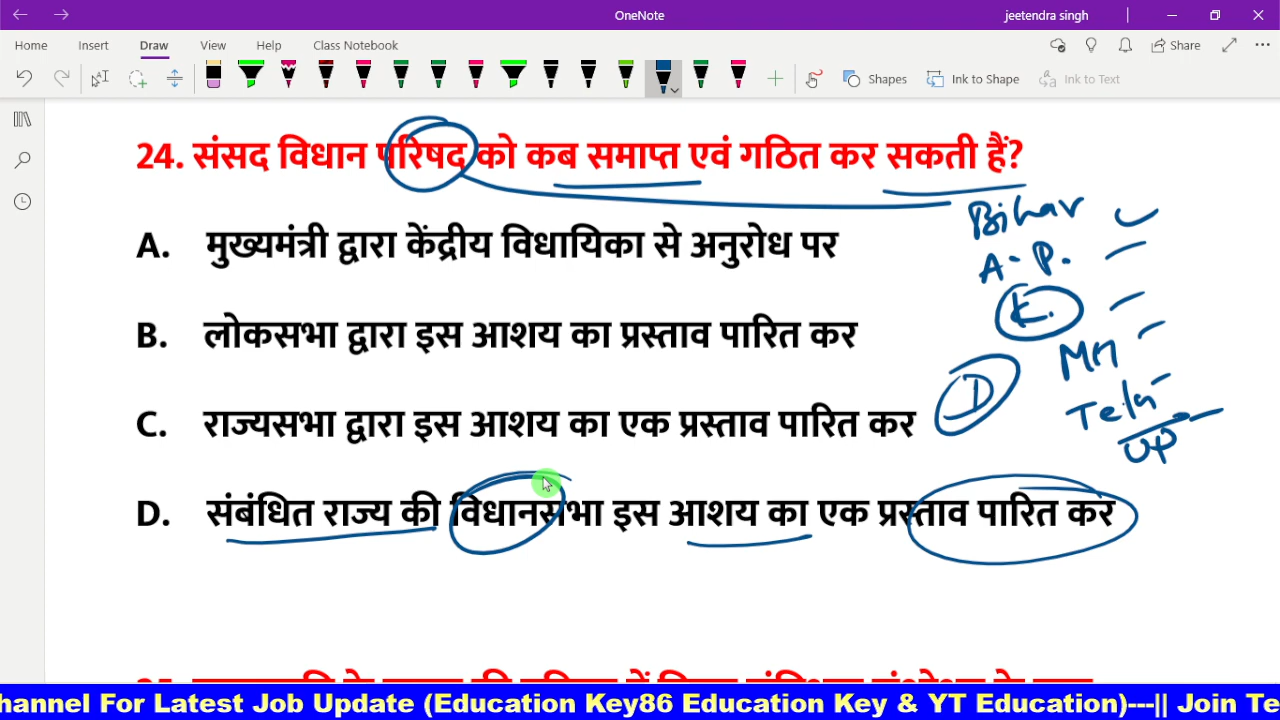 OneNote
jeetendra singh
Home Insert Draw View Help Class Notebook
Share
Shapes
Ink to Shape
Ink to Text
24. संसद विधान परिषद को कब समाप्त एवं गठित कर सकती हैं?
Bihar
A. मुख्यमंत्री द्वारा केंद्रीय विधायिका से अनुरोध पर
A.P.
K.
B. लोकसभा द्वारा इस आशय का प्रस्ताव पारित कर
MH
D
C. राज्यसभा द्वारा इस आशय का एक प्रस्ताव पारित कर
UP
D. संबंधित राज्य की विधानसभा इस आशय का एक प्रस्ताव पारित कर
hannel For Latest Job Update (Education Key86 Education Key & YT Education)---|| Join Te